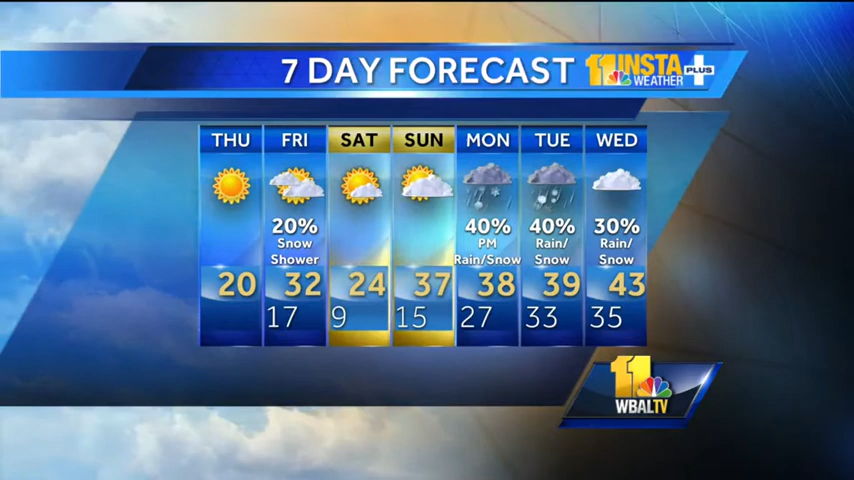 7 DAY FORECAST 11 INSTA WEATHER PLUS
THU FRI SAT SUN MON TUE WED
20% 40% 40% 30%
Snow PM Rain/ Rain/
Shower Rain/Snow Snow Snow
20 32 24 37 38 39 43
17 9 15 27 33 35
11
WBALTV